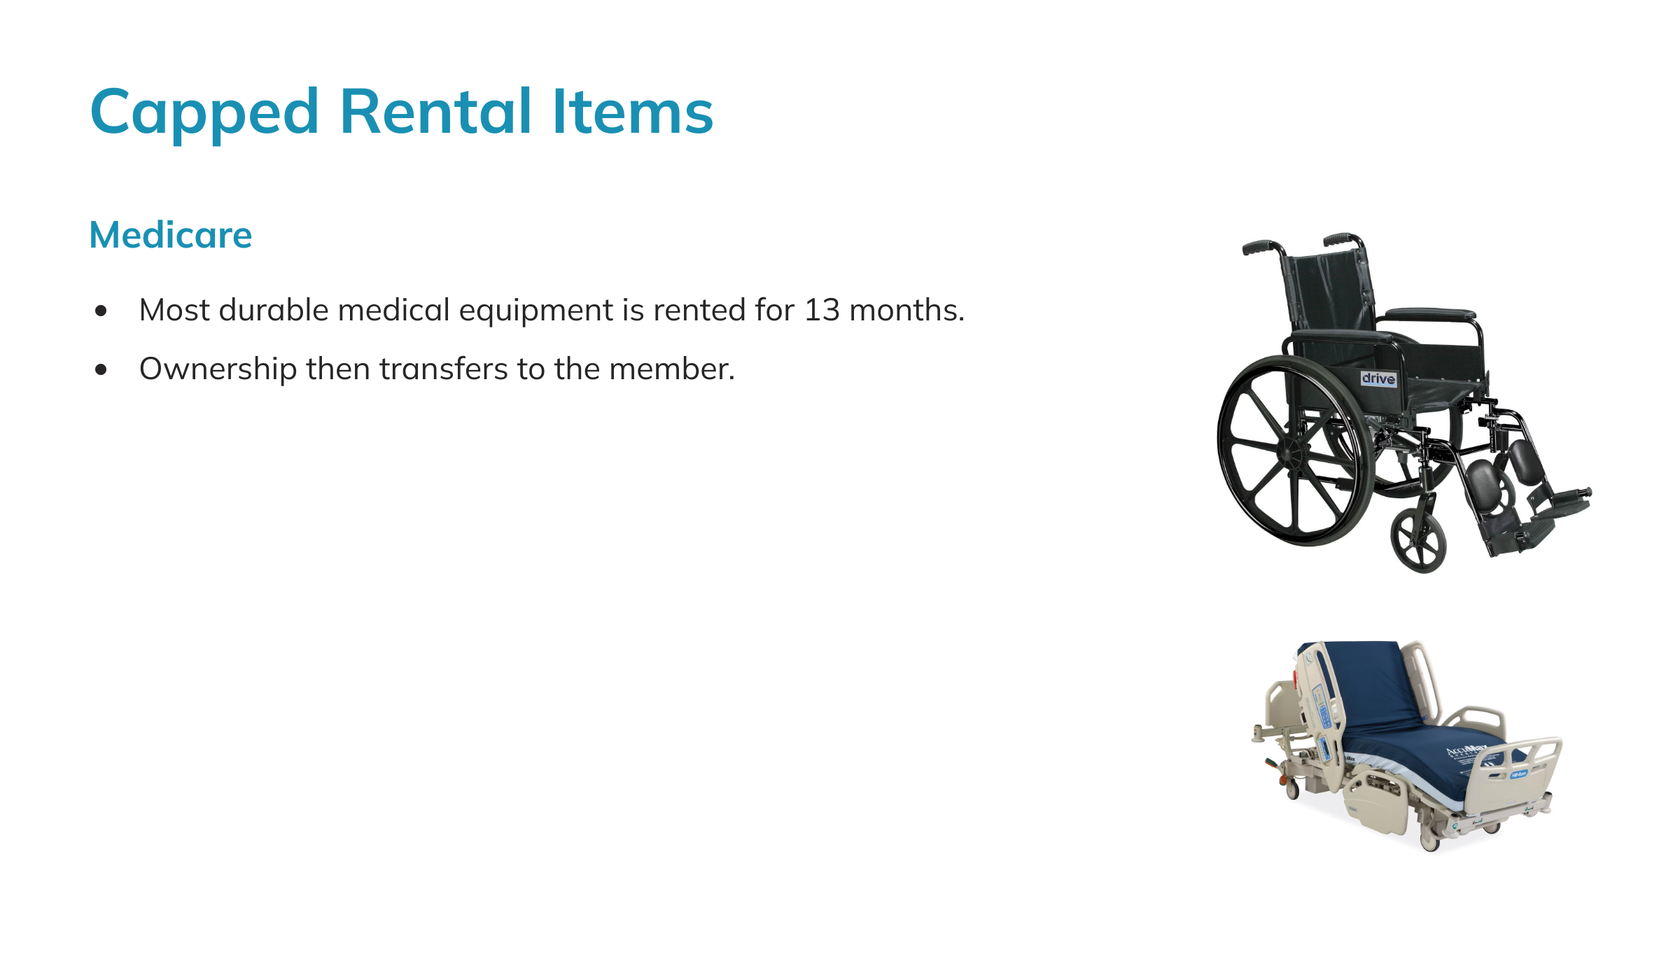 Capped Rental Items
Medicare
• Most durable medical equipment is rented for 13 months.
• Ownership then transfers to the member.
drive
AccuMax